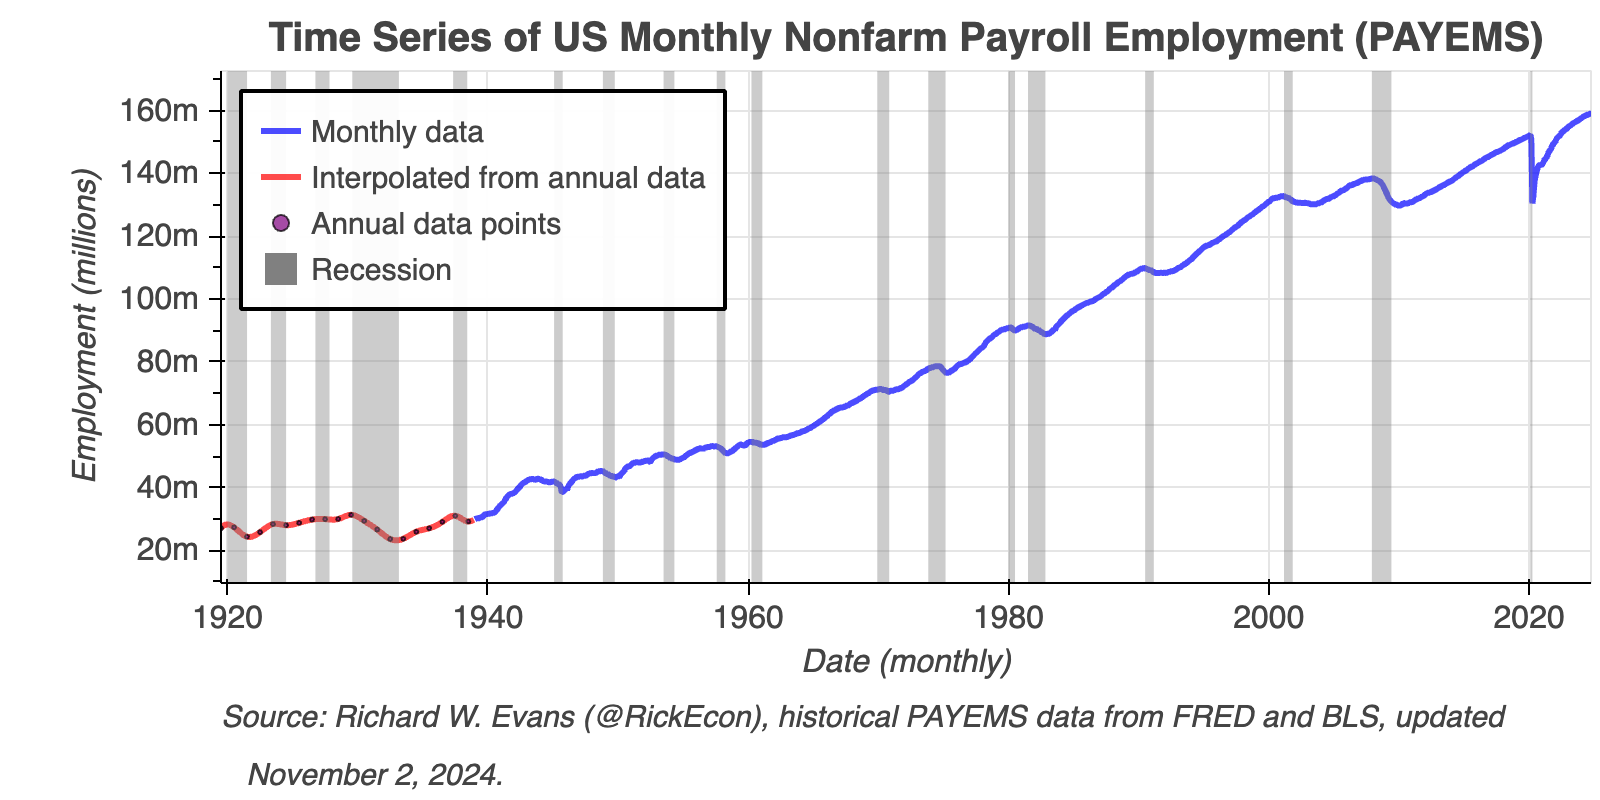 Time Series of US Monthly Nonfarm Payroll Employment (PAYEMS)
Monthly data
Interpolated from annual data
Annual data points
Recession
Employment (millions)
160m
140m
120m
100m
80m
60m
40m
20m
1920 1940 1960 1980 2000 2020
Date (monthly)
Source: Richard W. Evans (@RickEcon), historical PAYEMS data from FRED and BLS, updated
November 2, 2024.